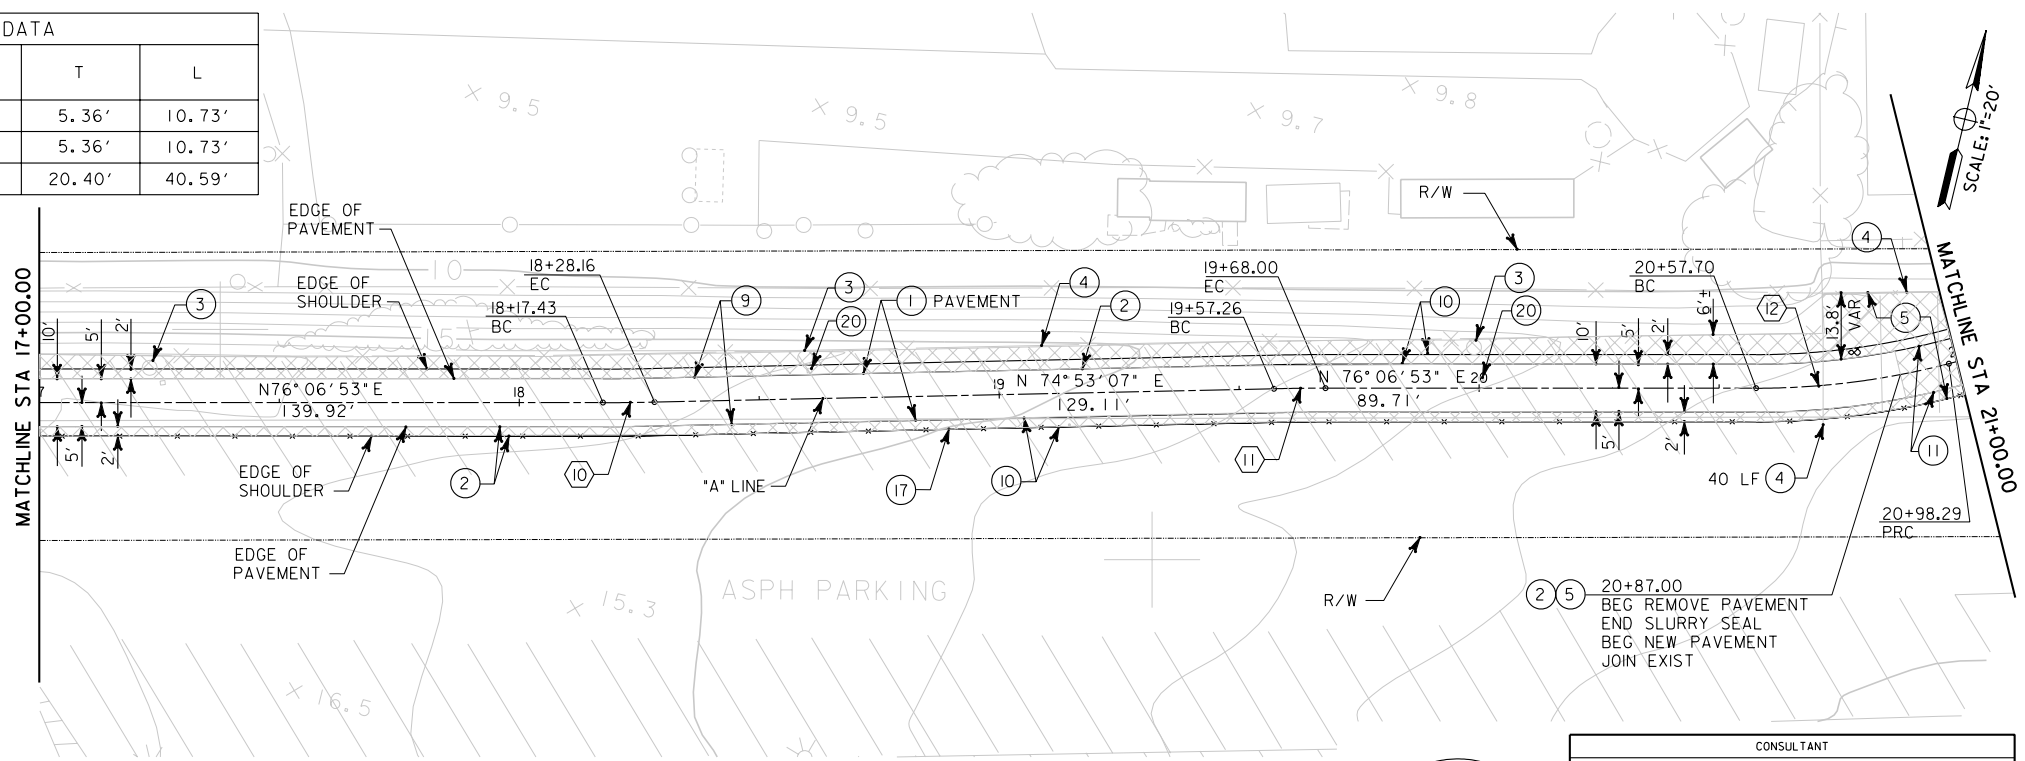 DATA
T L
5.36' 10.73'
5.36' 10.73'
20.40' 40.59'
× 9.5
× 9.5
× 9.7
× 9.8
SCALE: 1"=20'
MATCHLINE STA 17+00.00
MATCHLINE STA 21+00.00
EDGE OF
PAVEMENT
EDGE OF
SHOULDER
10
15
3
18+28.16
EC
18+17.43
BC
9
3
20
1 PAVEMENT
4
2
19+68.00
EC
19+57.26
BC
R/W
10
3
20
20+57.70
BC
12
4
5
6'±
13.8'
8' VAR
10'
5'
2'
10'
5'
2'
N76°06'53"E
139.92'
18
19
N 74°53'07" E
129.11'
N 76°06'53" E
89.71'
20
5'
2'
5'
2'
EDGE OF
SHOULDER
2
10
"A" LINE
17
10
11
40 LF 4
11
20+98.29
PRC
EDGE OF
PAVEMENT
ASPH PARKING
× 15.3
× 16.5
R/W
2 5 20+87.00
BEG REMOVE PAVEMENT
END SLURRY SEAL
BEG NEW PAVEMENT
JOIN EXIST
CONSULTANT